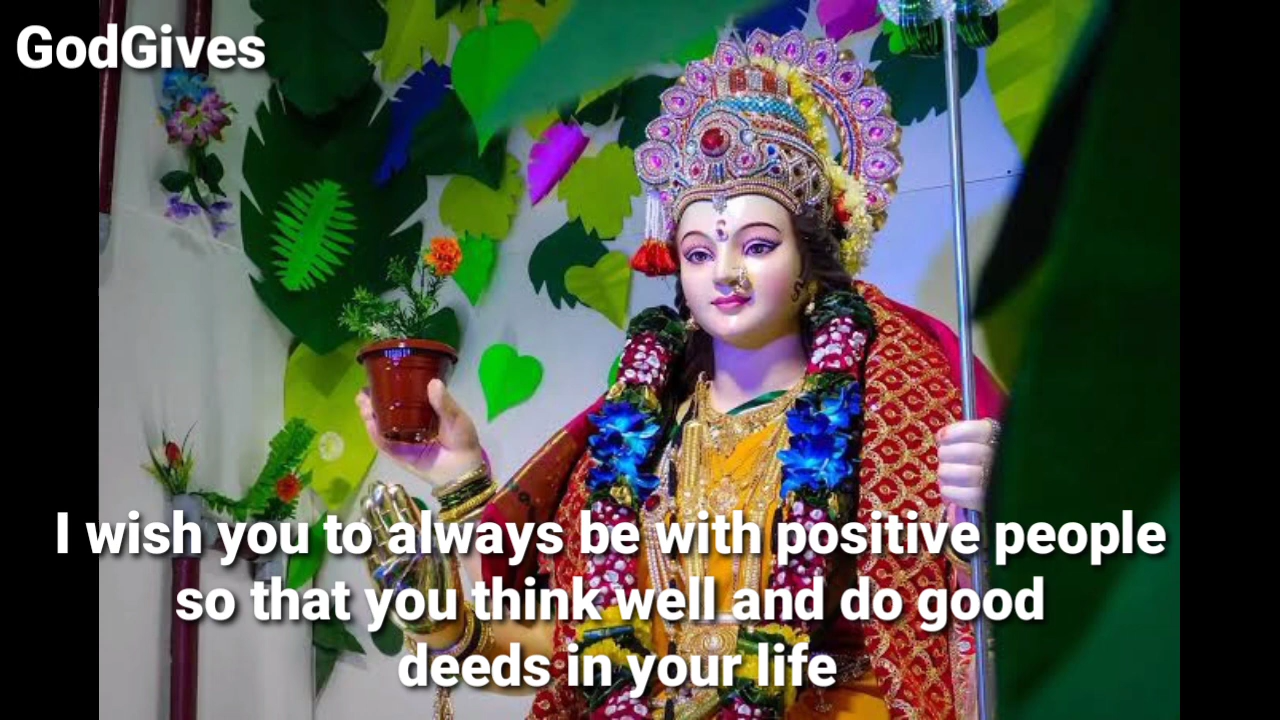 GodGives
I wish you to always be with positive people
so that you think well and do good
deeds in your life